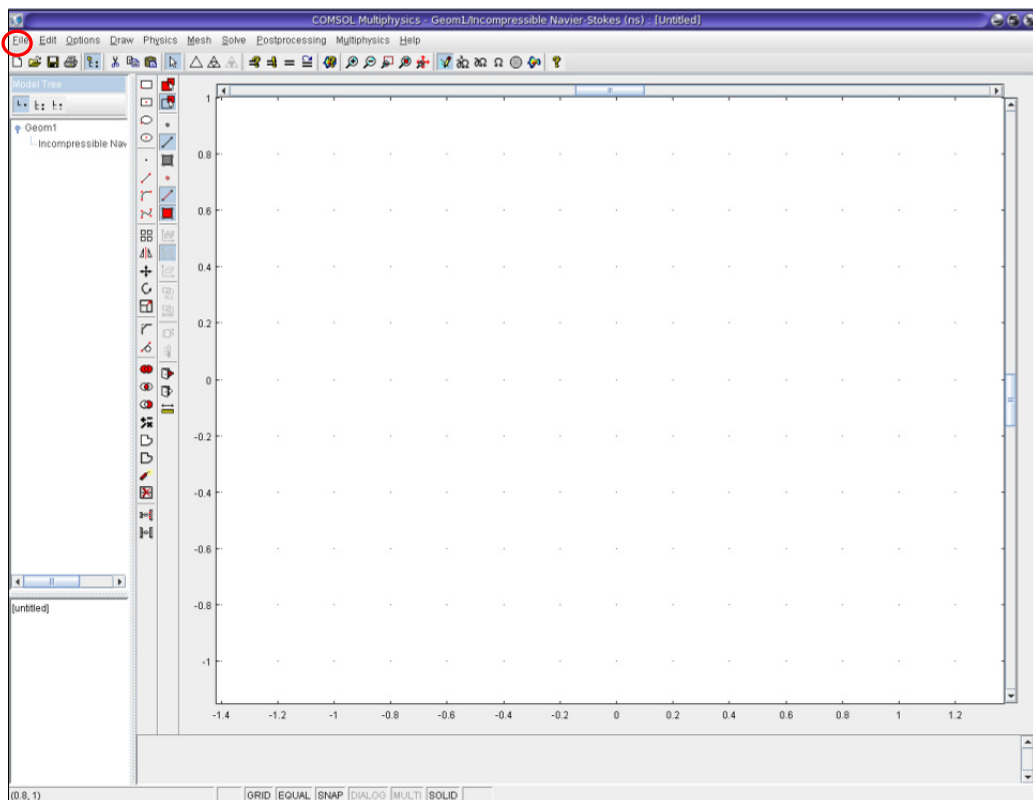 COMSOL Multiphysics - Geom1/Incompressible Navier-Stokes (ns) : [Untitled]
File Edit Options Draw Physics Mesh Solve Postprocessing Multiphysics Help
Model Tree
Geom1
Incompressible Nav
[untitled]
1
0.8
0.6
0.4
0.2
0
-0.2
-0.4
-0.6
-0.8
-1
-1.4 -1.2 -1 -0.8 -0.6 -0.4 -0.2 0 0.2 0.4 0.6 0.8 1 1.2
(0.8, 1) GRID EQUAL SNAP DIALOG MULTI SOLID